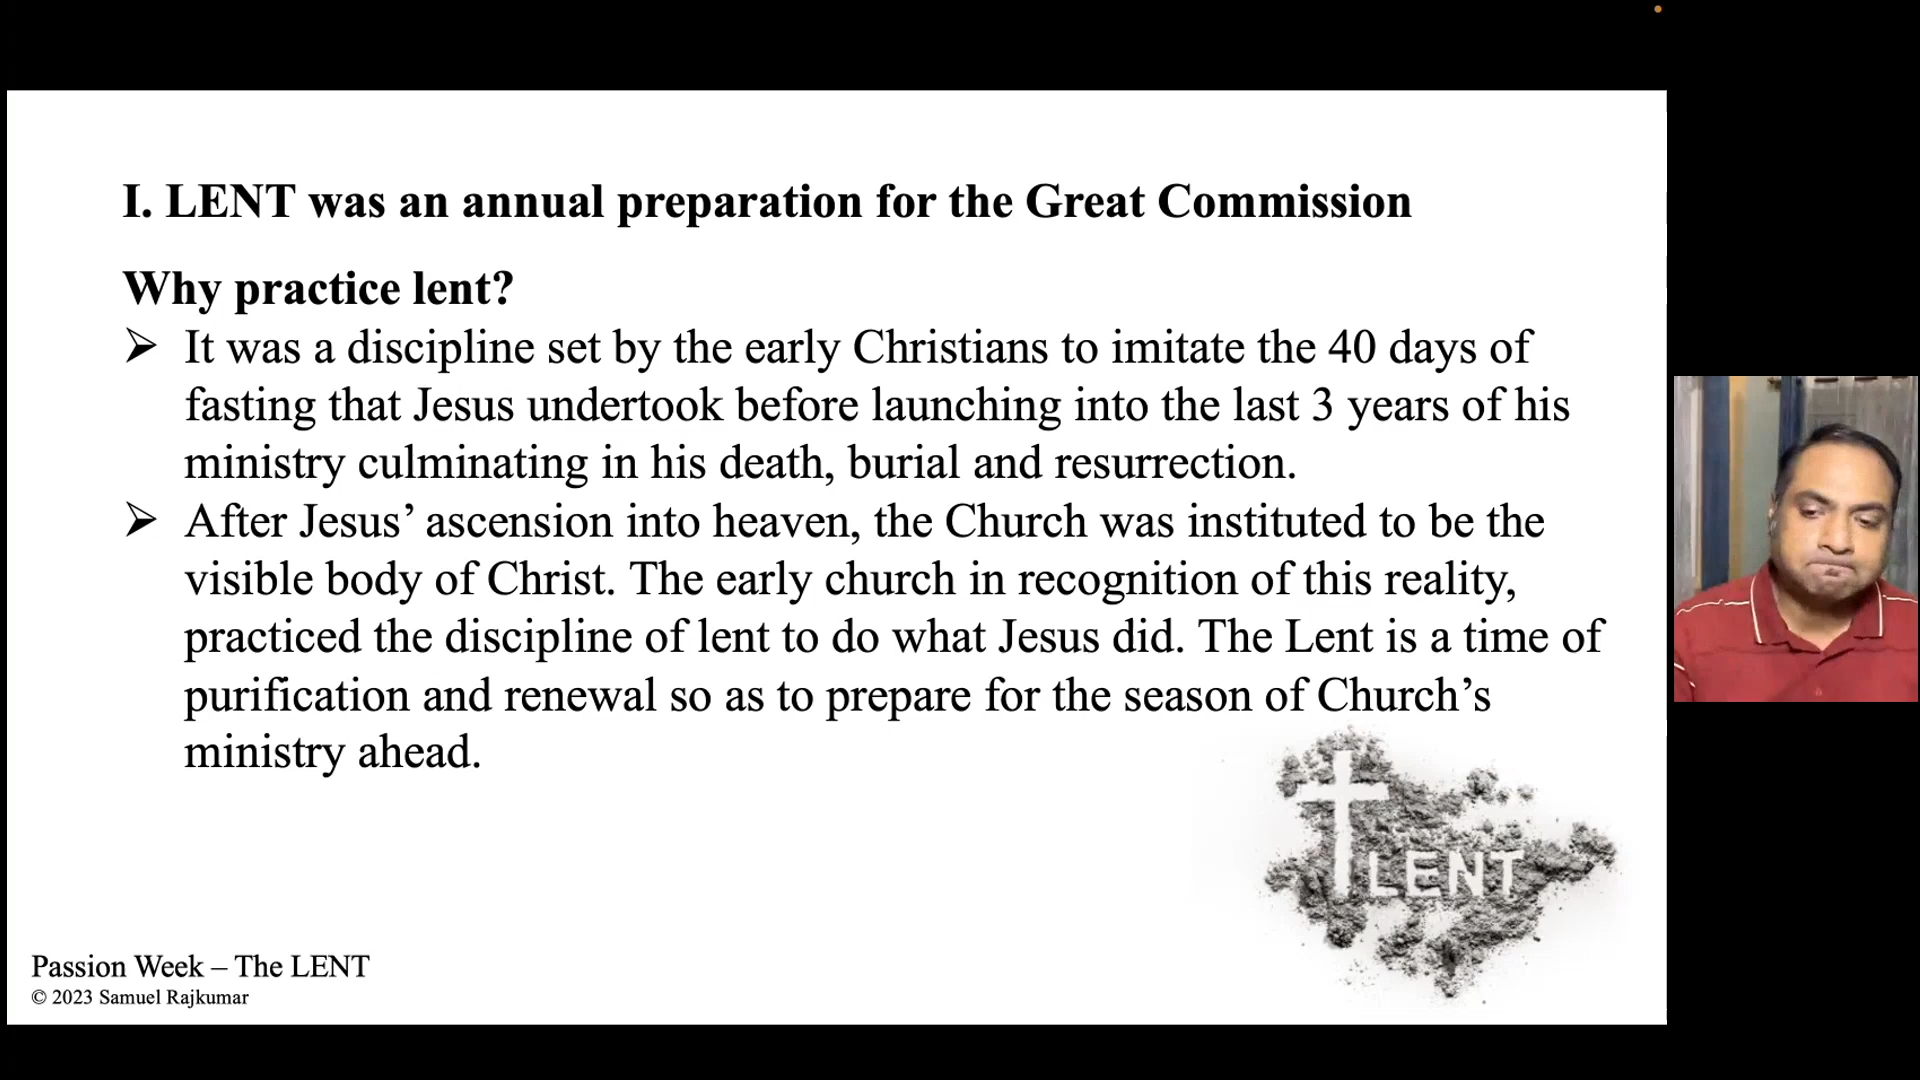 I. LENT was an annual preparation for the Great Commission
Why practice lent?
➢ It was a discipline set by the early Christians to imitate the 40 days of
fasting that Jesus undertook before launching into the last 3 years of his
ministry culminating in his death, burial and resurrection.
➢ After Jesus’ ascension into heaven, the Church was instituted to be the
visible body of Christ. The early church in recognition of this reality,
practiced the discipline of lent to do what Jesus did. The Lent is a time of
purification and renewal so as to prepare for the season of Church’s
ministry ahead.
LENT
Passion Week – The LENT
© 2023 Samuel Rajkumar